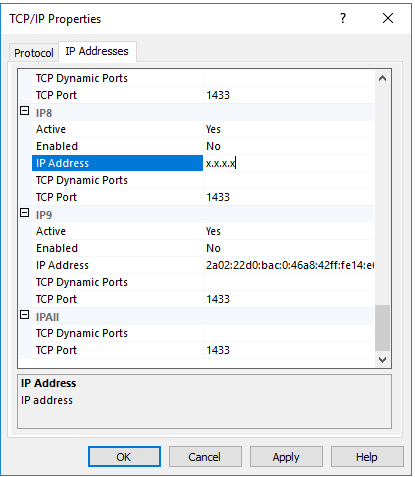 TCP/IP Properties
Protocol
IP Addresses
TCP Dynamic Ports
TCP Port 1433
IP8
Active Yes
Enabled No
IP Address x.x.x.x
TCP Dynamic Ports
TCP Port 1433
IP9
Active Yes
Enabled No
IP Address 2a02:22d0:bac:0:46a8:42ff:fe14:e
TCP Dynamic Ports
TCP Port 1433
IPAll
TCP Dynamic Ports
TCP Port 1433
IP Address
IP address
OK Cancel Apply Help